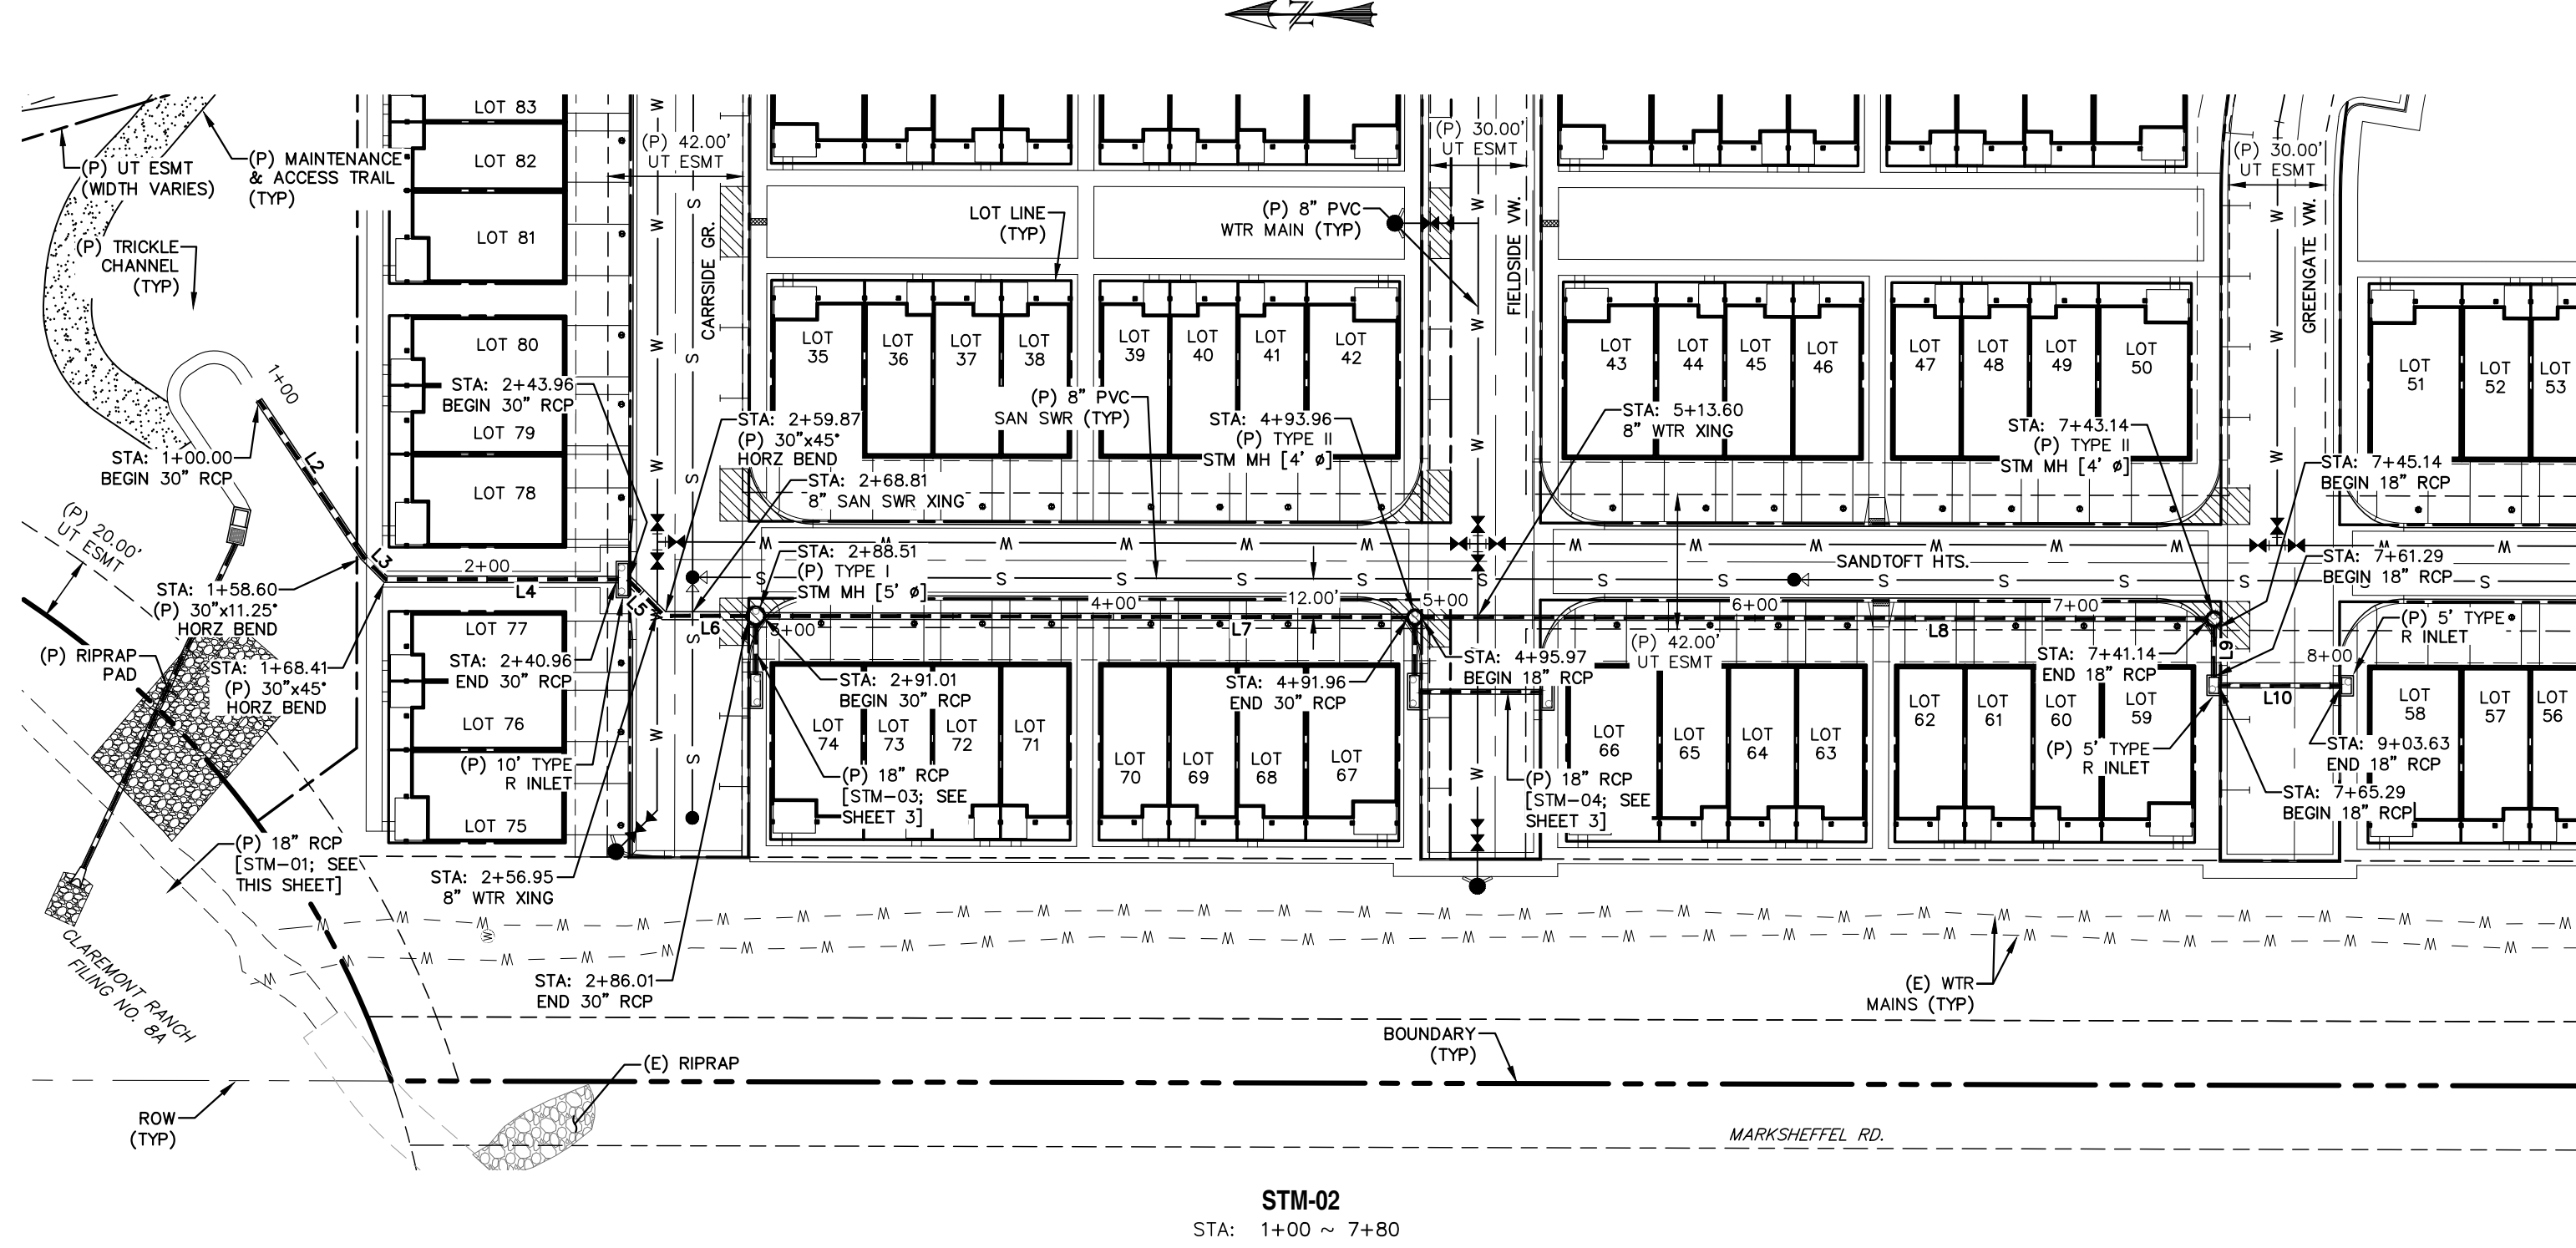 N
LOT 83
LOT 82
LOT 81
LOT 80
LOT 79
LOT 78
LOT 77
LOT 76
LOT 75
(P) UT ESMT
(WIDTH VARIES)
(P) MAINTENANCE
& ACCESS TRAIL
(TYP)
(P) TRICKLE
CHANNEL
(TYP)
1+00
L2
L3
2+00
L4
L5
L6
STA: 1+00.00
BEGIN 30" RCP
(P) 20.00'
UT ESMT
STA: 1+58.60
(P) 30"x11.25°
HORZ BEND
(P) RIPRAP
PAD
STA: 1+68.41
(P) 30"x45°
HORZ BEND
STA: 2+43.96
BEGIN 30" RCP
STA: 2+40.96
END 30" RCP
(P) 10' TYPE
R INLET
(P) 18" RCP
[STM-01; SEE
THIS SHEET]
STA: 2+56.95
8" WTR XING
STA: 2+86.01
END 30" RCP
CLAREMONT RANCH
FILING NO. 8A
ROW
(TYP)
(E) RIPRAP
(P) 42.00'
UT ESMT
CARRSIDE GR.
LOT LINE
(TYP)
(P) 8" PVC
WTR MAIN (TYP)
(P) 30.00'
UT ESMT
FIELDSIDE VW.
(P) 30.00'
UT ESMT
GREENGATE VW.
LOT
35
LOT
36
LOT
37
LOT
38
LOT
39
LOT
40
LOT
41
LOT
42
LOT
43
LOT
44
LOT
45
LOT
46
LOT
47
LOT
48
LOT
49
LOT
50
LOT
51
LOT
52
LOT
53
STA: 2+59.87
(P) 30"x45°
HORZ BEND
STA: 2+68.81
8" SAN SWR XING
(P) 8" PVC
SAN SWR (TYP)
STA: 4+93.96
(P) TYPE II
STM MH [4' ø]
STA: 5+13.60
8" WTR XING
STA: 7+43.14
(P) TYPE II
STM MH [4' ø]
STA: 7+45.14
BEGIN 18" RCP
STA: 2+88.51
(P) TYPE I
STM MH [5' ø]
SANDTOFT HTS.
STA: 7+61.29
BEGIN 18" RCP
3+00
4+00
12.00'
L7
5+00
6+00
7+00
L8
L9
8+00
L10
(P) 42.00'
UT ESMT
(P) 5' TYPE
R INLET
STA: 2+91.01
BEGIN 30" RCP
STA: 4+91.96
END 30" RCP
STA: 4+95.97
BEGIN 18" RCP
STA: 7+41.14
END 18" RCP
(P) 5' TYPE
R INLET
STA: 9+03.63
END 18" RCP
STA: 7+65.29
BEGIN 18" RCP
LOT
74
LOT
73
LOT
72
LOT
71
LOT
70
LOT
69
LOT
68
LOT
67
LOT
66
LOT
65
LOT
64
LOT
63
LOT
62
LOT
61
LOT
60
LOT
59
LOT
58
LOT
57
LOT
56
(P) 18" RCP
[STM-03; SEE
SHEET 3]
(P) 18" RCP
[STM-04; SEE
SHEET 3]
(E) WTR
MAINS (TYP)
BOUNDARY
(TYP)
MARKSHEFFEL RD.
STM-02
STA: 1+00 ~ 7+80